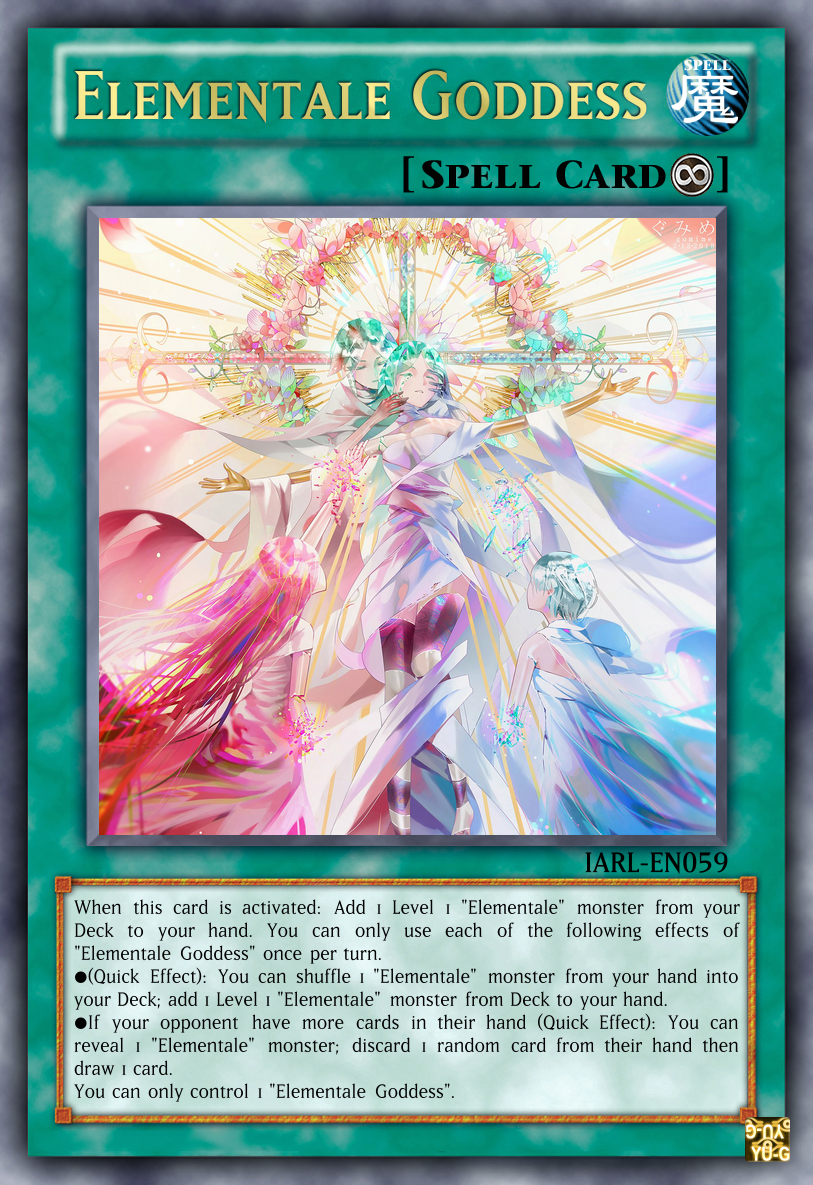 Elementale Goddess
SPELL
魔
[Spell Card∞]
ぐみめ
IARL-EN059
When this card is activated: Add 1 Level 1 "Elementale" monster from your
Deck to your hand. You can only use each of the following effects of
"Elementale Goddess" once per turn.
●(Quick Effect): You can shuffle 1 "Elementale" monster from your hand into
your Deck; add 1 Level 1 "Elementale" monster from Deck to your hand.
●If your opponent have more cards in their hand (Quick Effect): You can
reveal 1 "Elementale" monster; discard 1 random card from their hand then
draw 1 card.
You can only control 1 "Elementale Goddess".